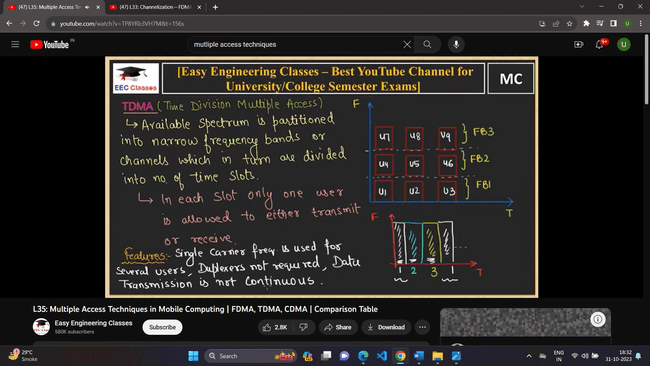 (47) L35: Multiple Access Techn
(47) L33: Channelization – FDMA
youtube.com/watch?v=TP8YRb3VH7M&t=156s
YouTube IN
mutliple access techniques
9+
U
EEC Classes
[Easy Engineering Classes – Best YouTube Channel for
University/College Semester Exams]
MC
TDMA (Time Division Multiple Access)
↳ Available Spectrum is partitioned
into narrow frequency bands or
channels which in turn are divided
into no of time slots.
↳ In each Slot only one user
is allowed to either transmit
or receive.
Features:- Single Carrier freq is used for
several users, Duplexers not required, Data
Transmission is not Continuous.
F
U7 U8 U9 } FB3
U4 U5 U6 } FB2
U1 U2 U3 } FB1
T
F
1 2 3 1
T
L35: Multiple Access Techniques in Mobile Computing | FDMA, TDMA, CDMA | Comparison Table
Easy Engineering Classes
580K subscribers
Subscribe
2.8K
Share
Download
29°C
Smoke
Search
ENG
IN
18:32
31-10-2023